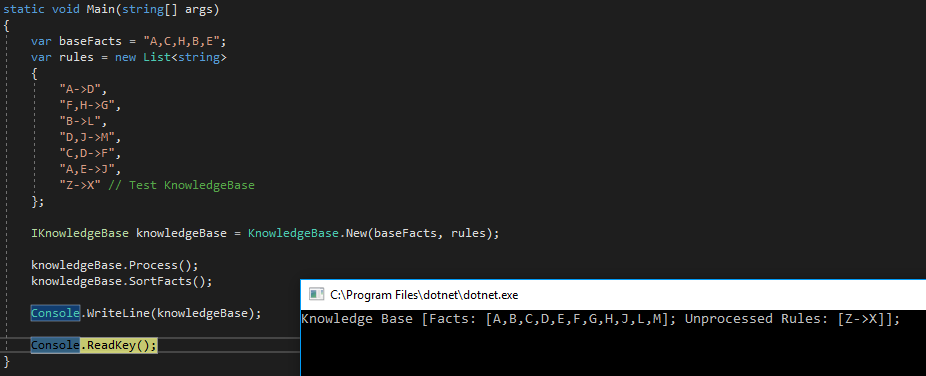 static void Main(string[] args)
{
    var baseFacts = "A,C,H,B,E";
    var rules = new List<string>
    {
        "A->D",
        "F,H->G",
        "B->L",
        "D,J->M",
        "C,D->F",
        "A,E->J",
        "Z->X" // Test KnowledgeBase
    };
    IKnowledgeBase knowledgeBase = KnowledgeBase.New(baseFacts, rules);
    knowledgeBase.Process();
    knowledgeBase.SortFacts();
    Console.WriteLine(knowledgeBase);
    Console.ReadKey();
}
C:\Program Files\dotnet\dotnet.exe
Knowledge Base [Facts: [A,B,C,D,E,F,G,H,J,L,M]; Unprocessed Rules: [Z->X]];